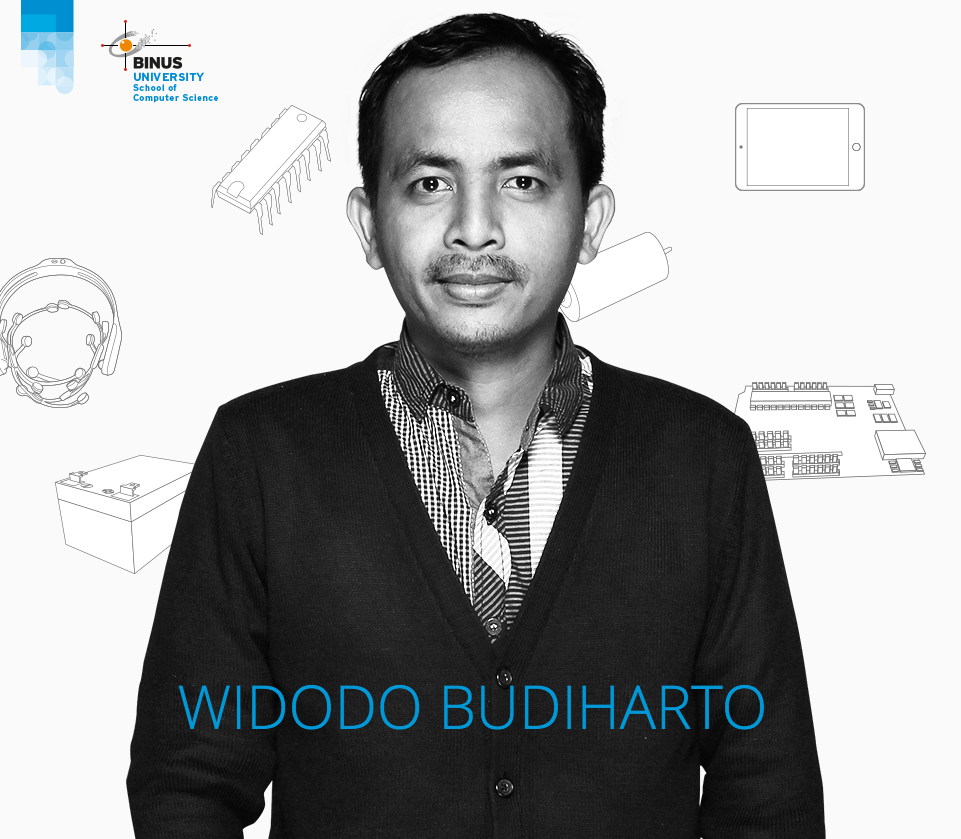 BINUS
UNIVERSITY
School of
Computer Science
WIDODO BUDIHARTO